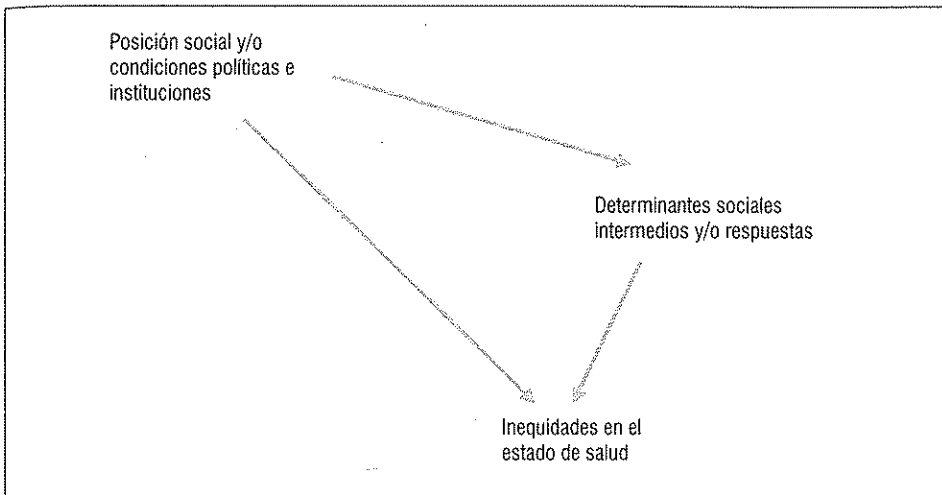 Posición social y/o
condiciones políticas e
instituciones
Determinantes sociales
intermedios y/o respuestas
Inequidades en el
estado de salud